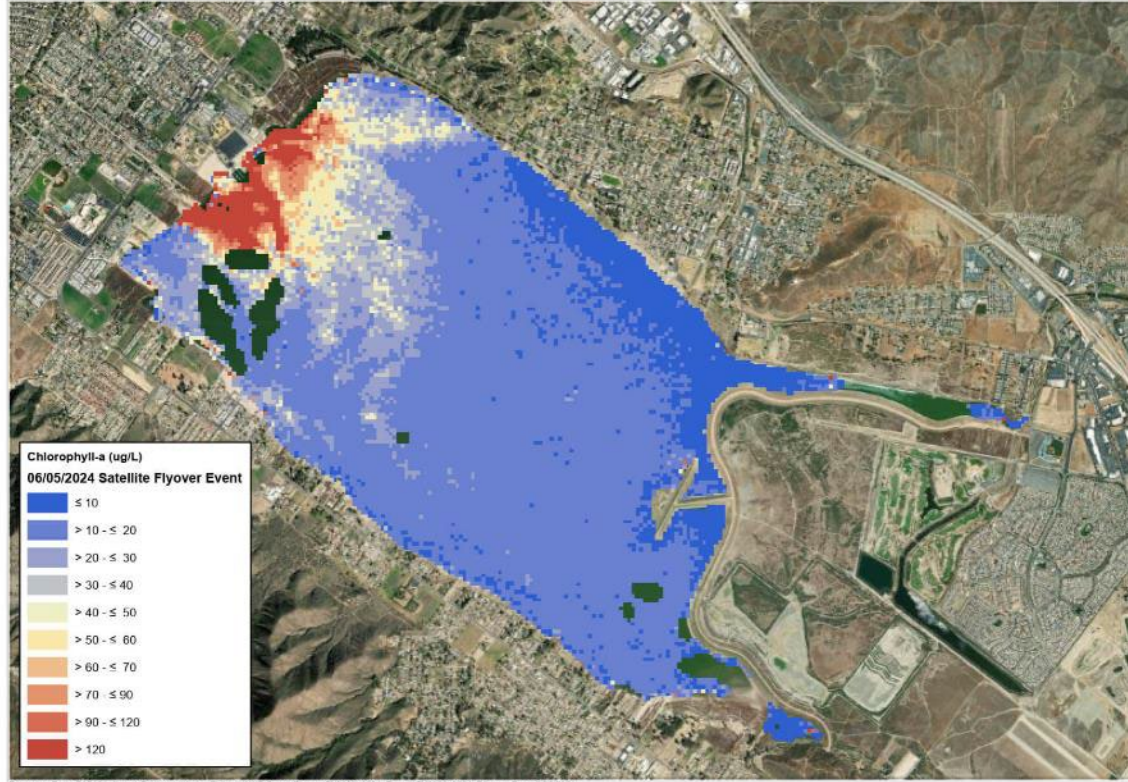 Chlorophyll-a (ug/L)
06/05/2024 Satellite Flyover Event
≤ 10
> 10 - ≤ 20
> 20 - ≤ 30
> 30 - ≤ 40
> 40 - ≤ 50
> 50 - ≤ 60
> 60 - ≤ 70
> 70 - ≤ 90
> 90 - ≤ 120
> 120